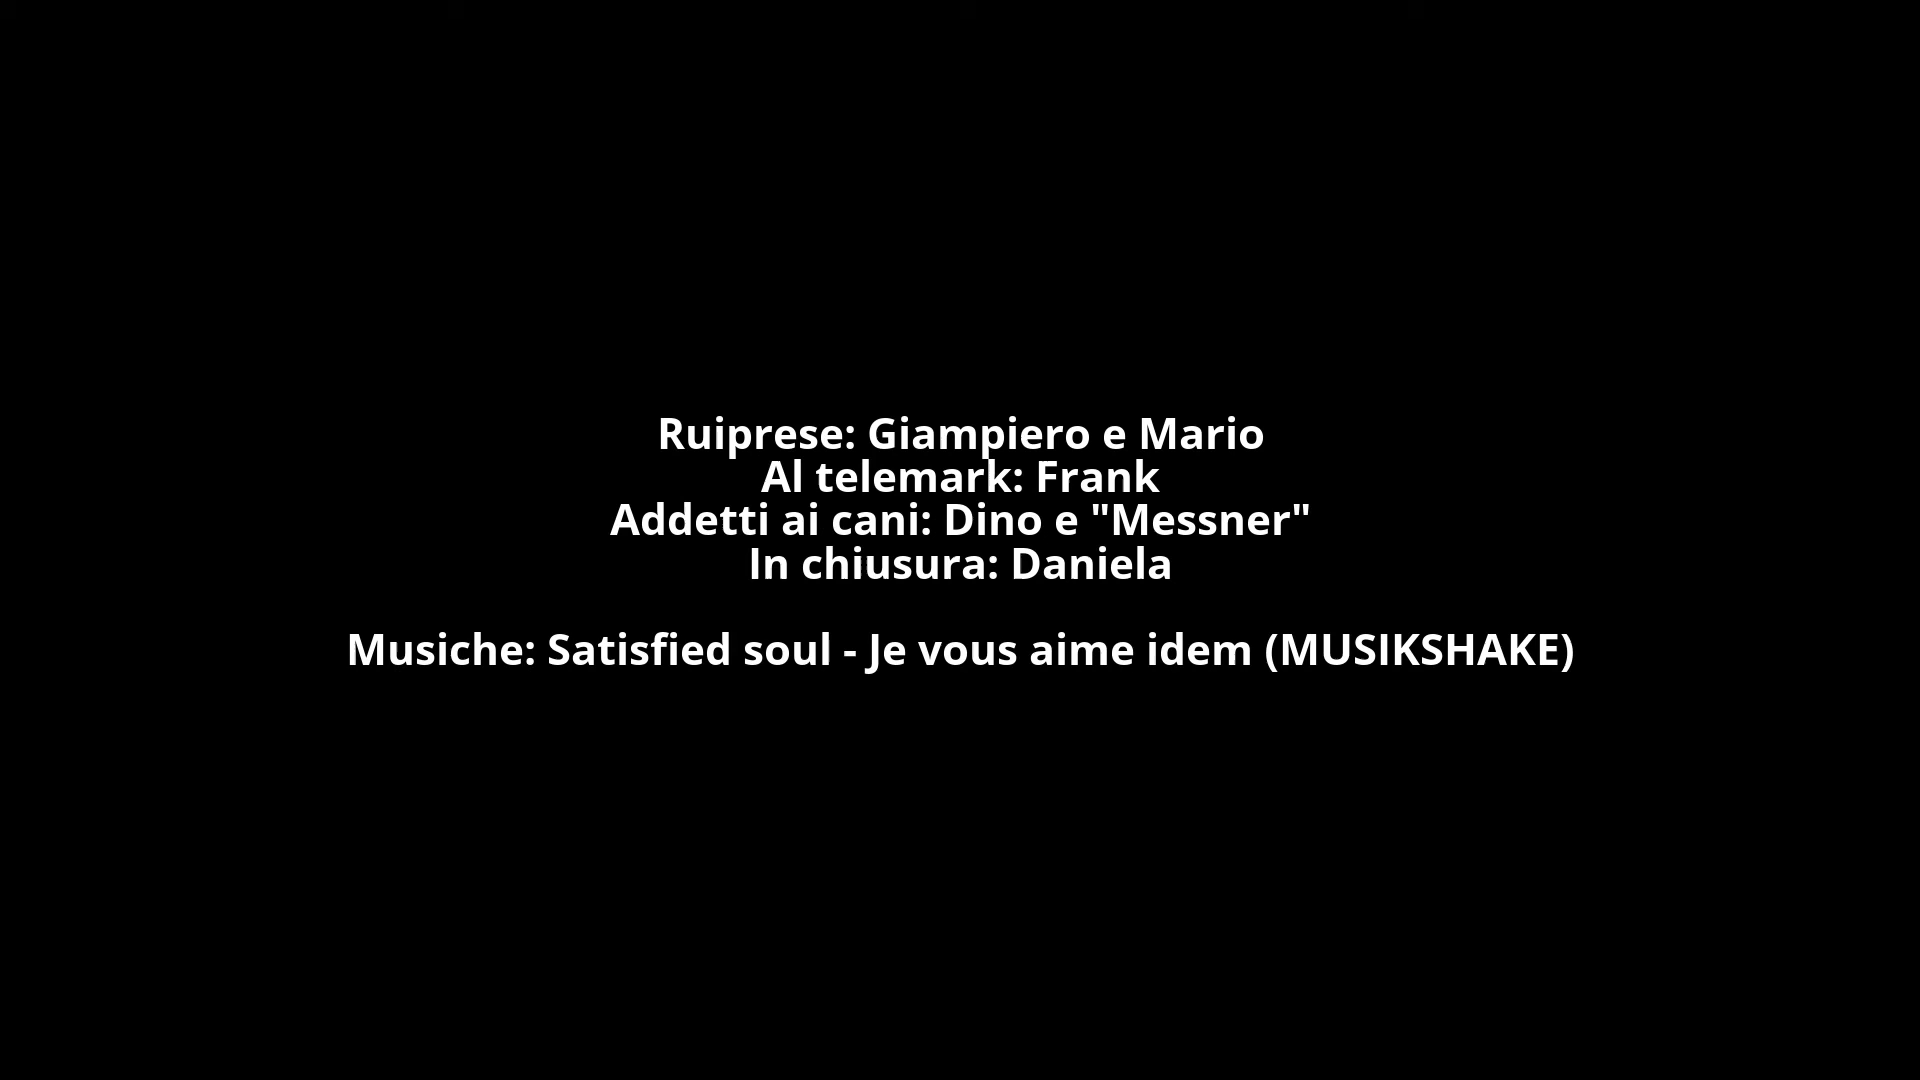 Ruiprese: Giampiero e Mario
Al telemark: Frank
Addetti ai cani: Dino e "Messner"
In chiusura: Daniela
Musiche: Satisfied soul - Je vous aime idem (MUSIKSHAKE)